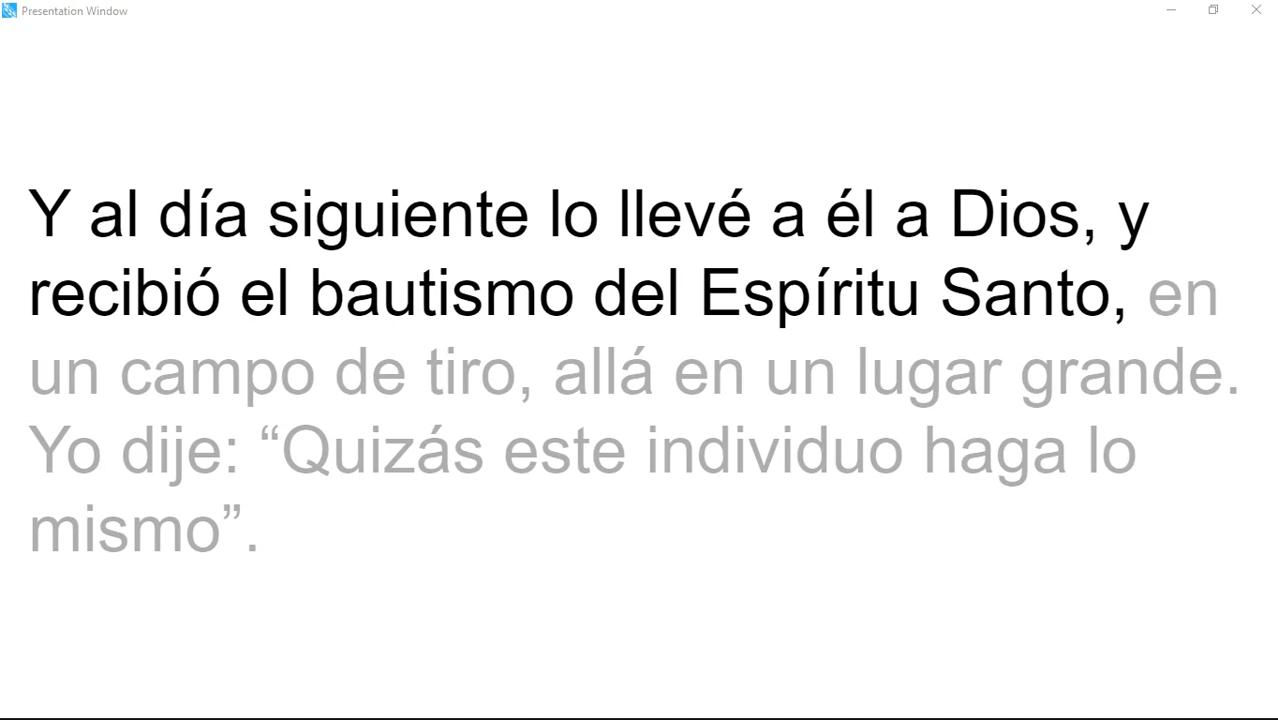 Presentation Window
Y al día siguiente lo llevé a él a Dios, y
recibió el bautismo del Espíritu Santo, en
un campo de tiro, allá en un lugar grande.
Yo dije: “Quizás este individuo haga lo
mismo”.